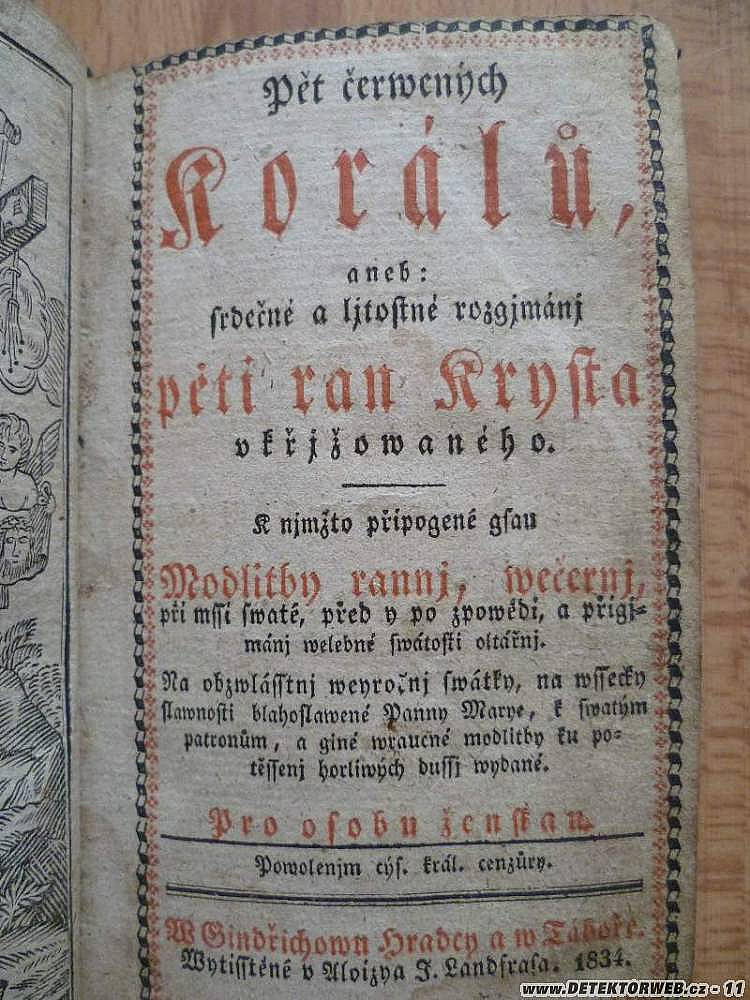 Pět čerwených
Korálů,
aneb:
srdečné a ljtostné rozgjmánj
pěti ran Krysta
vkřjžowaného.
K njmžto připogené gsau
Modlitby rannj, wečernj,
při mssi swaté, před y po zpowědi, a přigj-
mánj welebné swátosti oltářnj.
Na obzwlásstnj weyročnj swátky, na wssecky
slawnosti blahoslawené Panny Marye, k swatým
patronům, a giné wraucné modlitby ku po-
těssenj horliwých dussj wydané.
Pro osobu ženskau.
Powolenjm cýs. král. cenzůry.
W Gindřichowu Hradcy a w Táboře.
Wytisstěné v Aloizya J. Landfrasa. 1834.
www.DETEKTORWEB.cz - 11